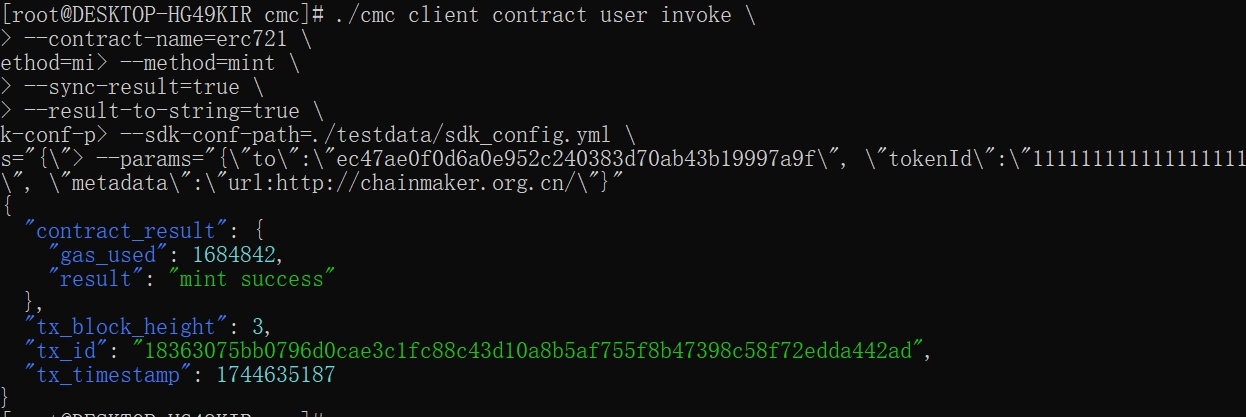 [root@DESKTOP-HG49KIR cmc]# ./cmc client contract user invoke \
> --contract-name=erc721 \
ethod=mi> --method=mint \
> --sync-result=true \
> --result-to-string=true \
k-conf-p> --sdk-conf-path=./testdata/sdk_config.yml \
s="{\"> --params="{\"to\":\"ec47ae0f0d6a0e952c240383d70ab43b19997a9f\", \"tokenId\":\"111111111111111111
\", \"metadata\":\"url:http://chainmaker.org.cn/\"}"
{
  "contract_result": {
    "gas_used": 1684842,
    "result": "mint success"
  },
  "tx_block_height": 3,
  "tx_id": "18363075bb0796d0cae3c1fc88c43d10a8b5af755f8b47398c58f72edda442ad",
  "tx_timestamp": 1744635187
}